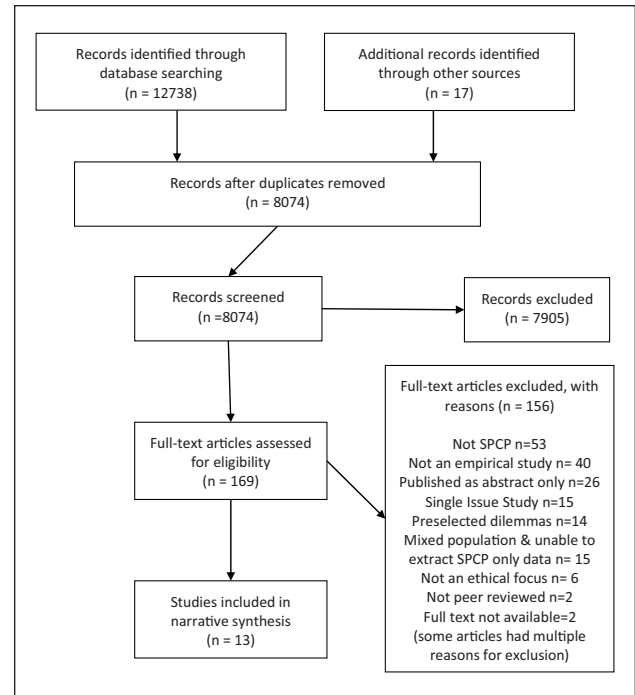 Records identified through
database searching
(n = 12738)
Additional records identified
through other sources
(n = 17)
Records after duplicates removed
(n = 8074)
Records screened
(n =8074)
Records excluded
(n = 7905)
Full-text articles assessed
for eligibility
(n = 169)
Full-text articles excluded, with
reasons (n = 156)
Not SPCP n=53
Not an empirical study n= 40
Published as abstract only n=26
Single Issue Study n=15
Preselected dilemmas n=14
Mixed population & unable to
extract SPCP only data n= 15
Not an ethical focus n= 6
Not peer reviewed n=2
Full text not available=2
(some articles had multiple
reasons for exclusion)
Studies included in
narrative synthesis
(n = 13)